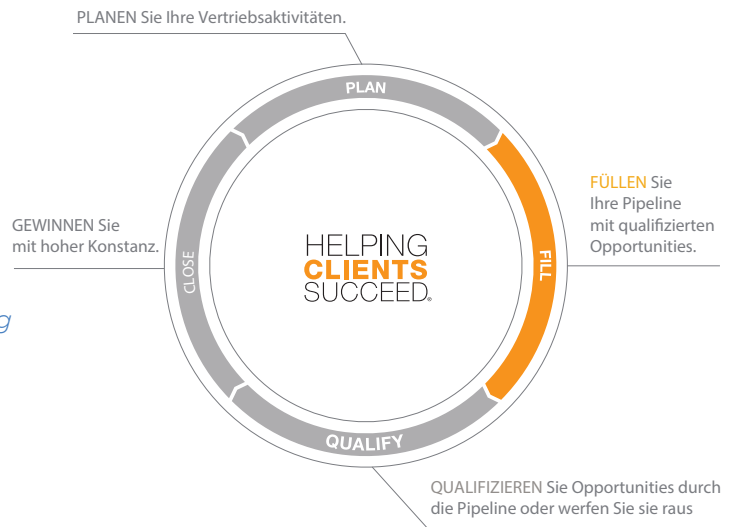 PLANEN Sie Ihre Vertriebsaktivitäten.
PLAN
FÜLLEN Sie
Ihre Pipeline
mit qualifizierten
Opportunities.
FILL
GEWINNEN Sie
mit hoher Konstanz.
CLOSE
HELPING
CLIENTS
SUCCEED®
g
QUALIFY
QUALIFIZIEREN Sie Opportunities durch
die Pipeline oder werfen Sie sie raus